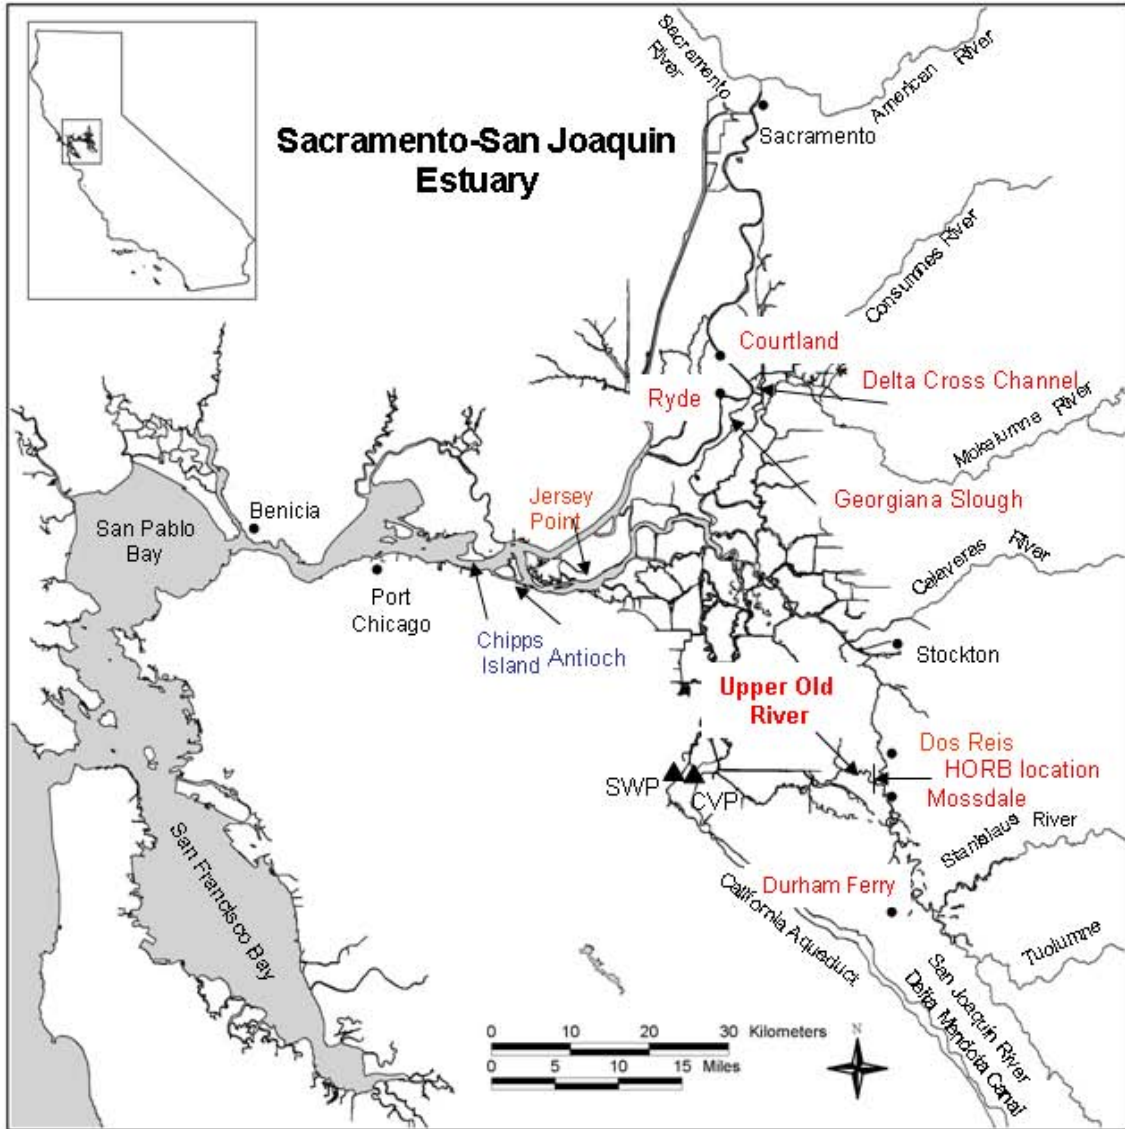 Sacramento
River
American River
Sacramento
Sacramento-San Joaquin
Estuary
Consumnes River
Courtland
Delta Cross Channel
Ryde
Mokelumne River
Georgiana Slough
Jersey
Point
Benicia
San Pablo
Bay
Calaveras River
Port
Chicago
Chipps
Island
Antioch
Stockton
Upper Old
River
Dos Reis
HORB location
Mossdale
SWP
CVP
Stanislaus River
San Francisco Bay
Durham Ferry
California Aqueduct
Tuolumne
San Joaquin River
Delta Mendota Canal
0 10 20 30 Kilometers
0 5 10 15 Miles
N